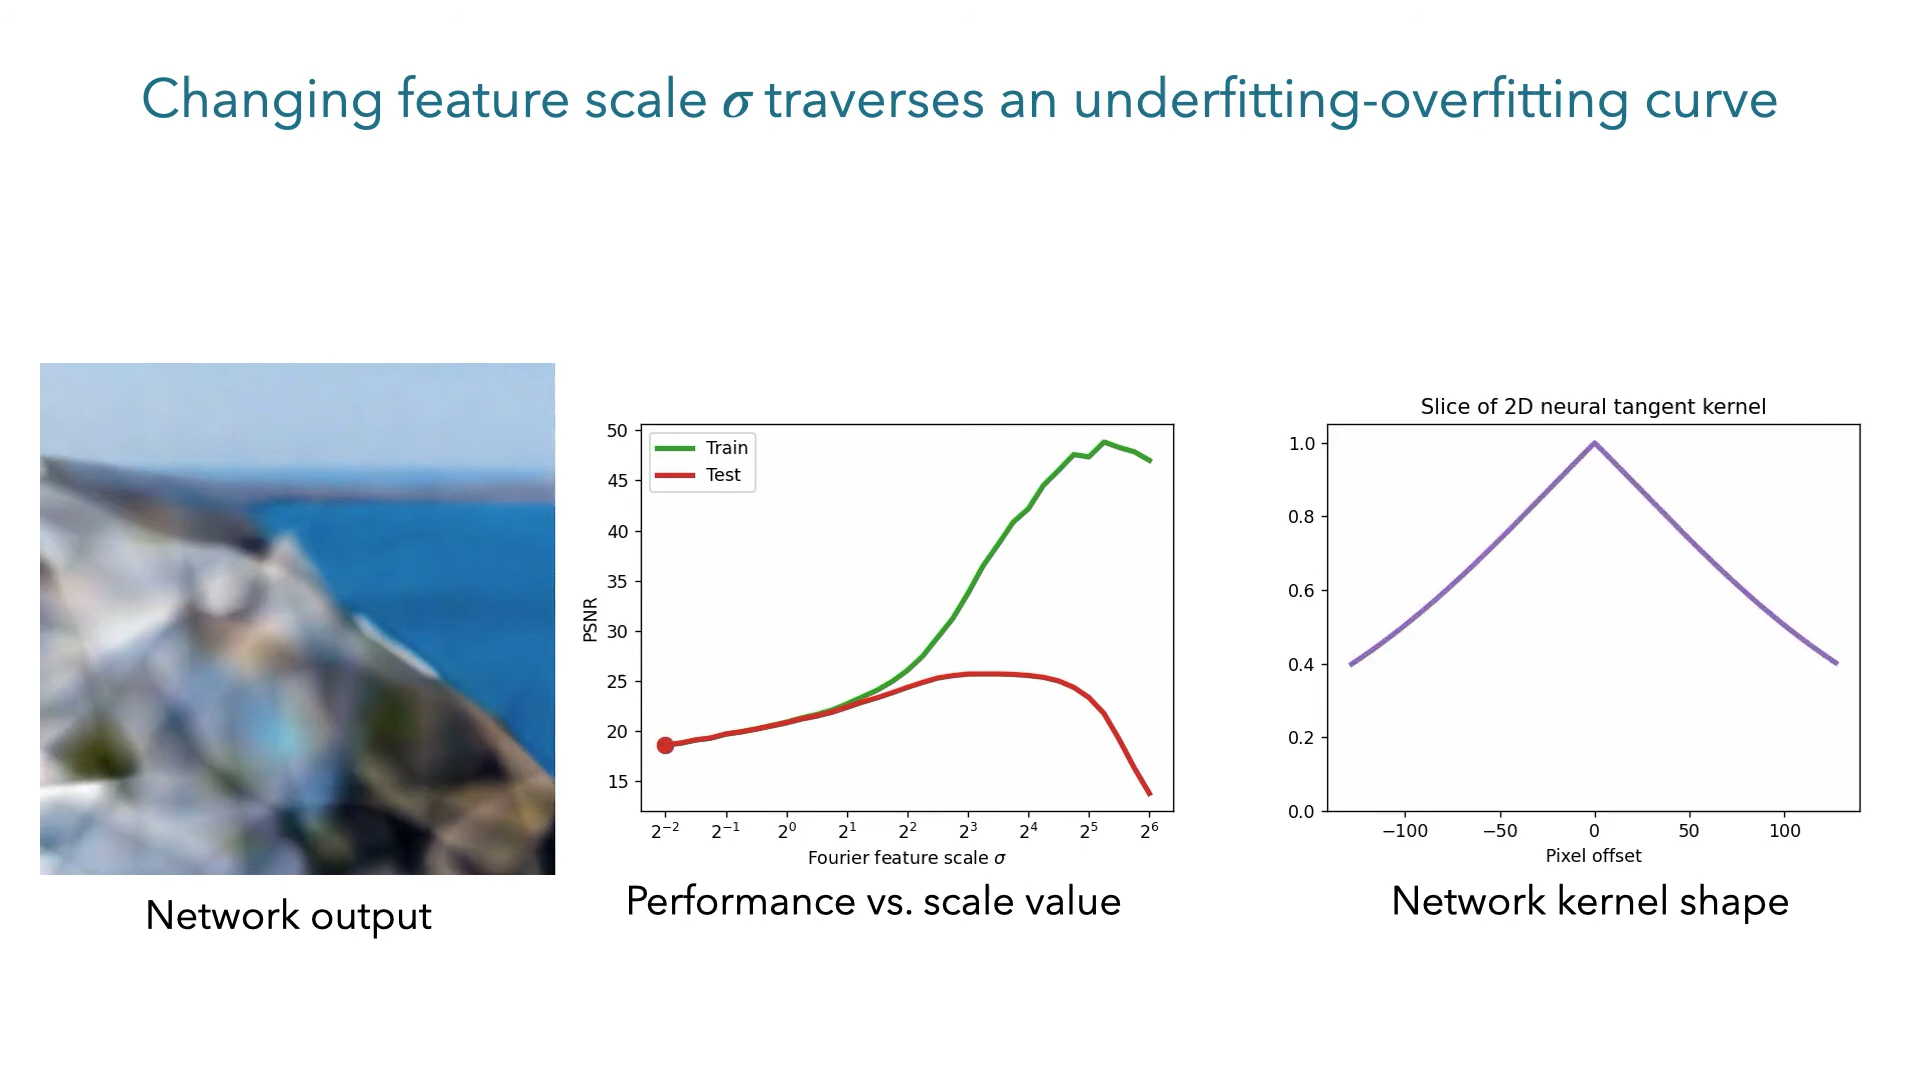 Changing feature scale σ traverses an underfitting-overfitting curve
50
45
40
35
30
25
20
15
PSNR
Train
Test
2⁻² 2⁻¹ 2⁰ 2¹ 2² 2³ 2⁴ 2⁵ 2⁶
Fourier feature scale σ
Slice of 2D neural tangent kernel
1.0
0.8
0.6
0.4
0.2
0.0
−100 −50 0 50 100
Pixel offset
Network output
Performance vs. scale value
Network kernel shape